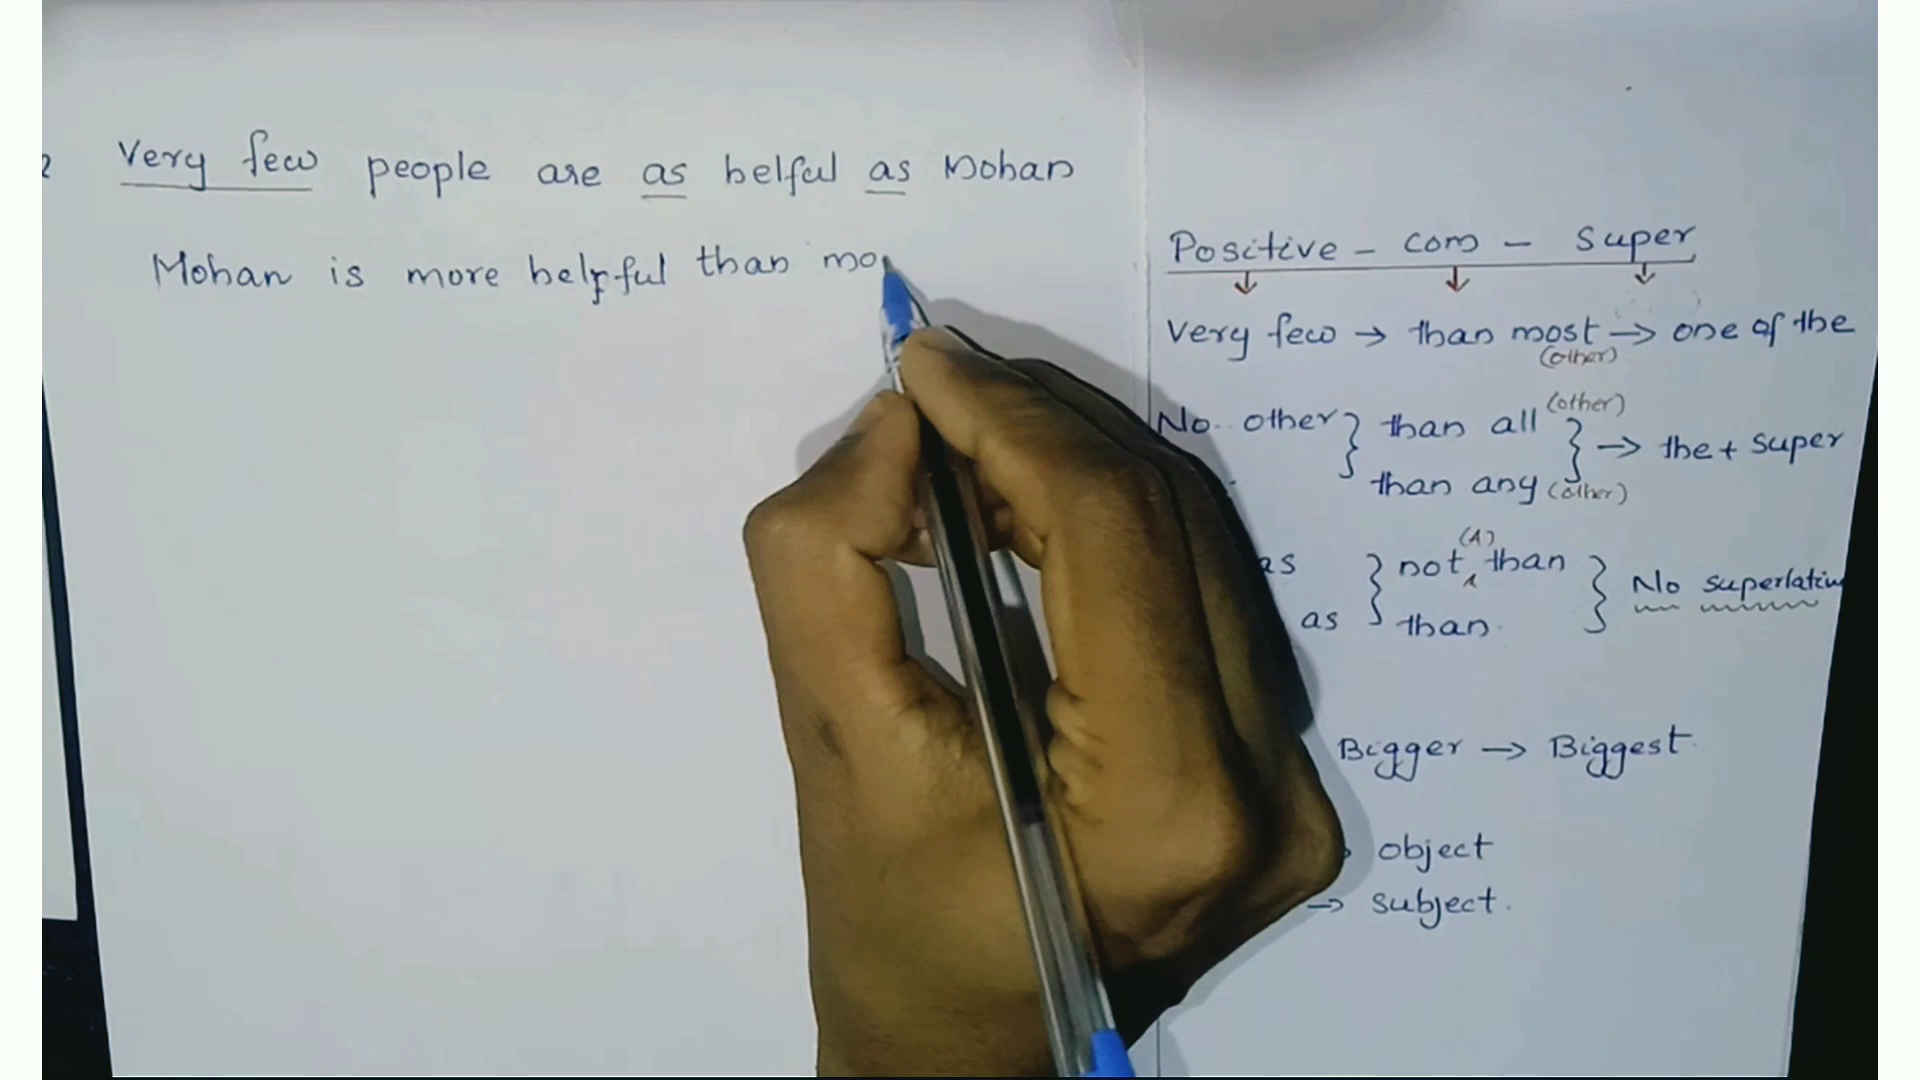 2 Very few people are as helful as Mohan
Mohan is more helpful than mo
Positive - com - Super
Very few → than most → one of the
(other)
No other } than all (other) } → the + super
than any (other)
as } not than } No superlative
(A)
as than
Bigger → Biggest
object
→ subject.